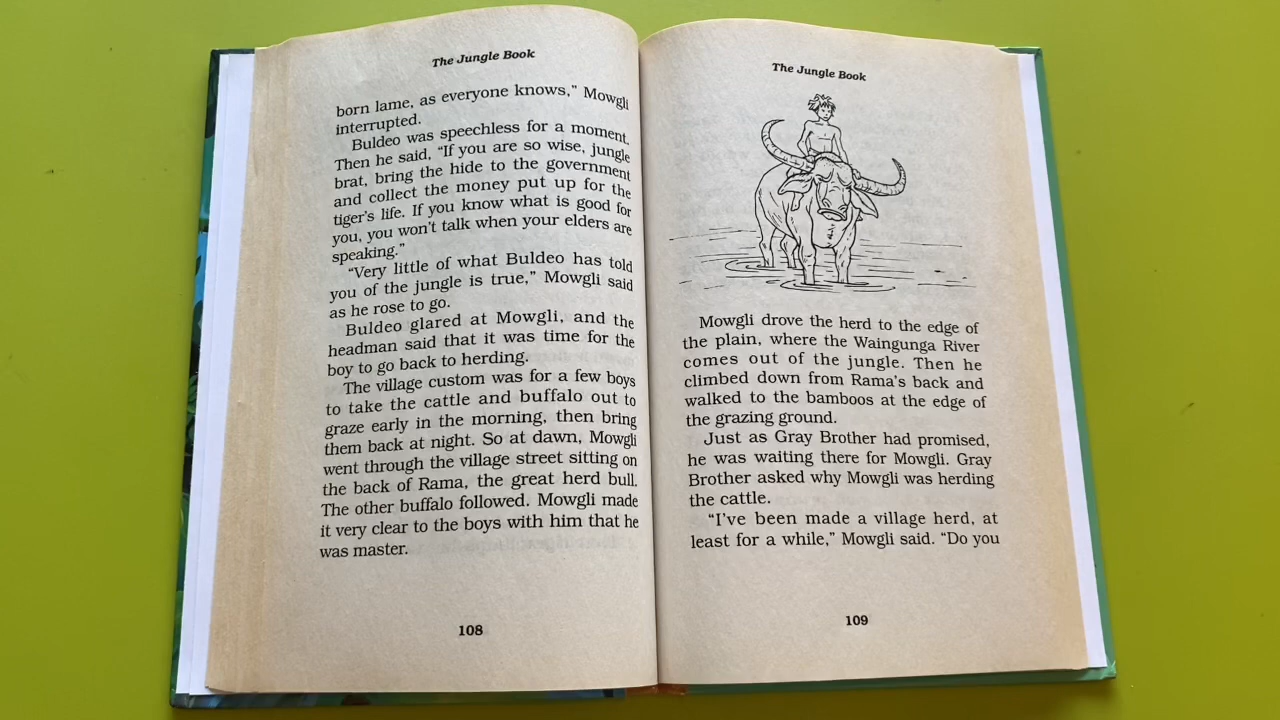 The Jungle Book
born lame, as everyone knows,” Mowgli
interrupted.
Buldeo was speechless for a moment.
Then he said, “If you are so wise, jungle
brat, bring the hide to the government
and collect the money put up for the
tiger’s life. If you know what is good for
you, you won’t talk when your elders are
speaking.”
“Very little of what Buldeo has told
you of the jungle is true,” Mowgli said
as he rose to go.
Buldeo glared at Mowgli, and the
headman said that it was time for the
boy to go back to herding.
The village custom was for a few boys
to take the cattle and buffalo out to
graze early in the morning, then bring
them back at night. So at dawn, Mowgli
went through the village street sitting on
the back of Rama, the great herd bull.
The other buffalo followed. Mowgli made
it very clear to the boys with him that he
was master.
108
The Jungle Book
Mowgli drove the herd to the edge of
the plain, where the Waingunga River
comes out of the jungle. Then he
climbed down from Rama’s back and
walked to the bamboos at the edge of
the grazing ground.
Just as Gray Brother had promised,
he was waiting there for Mowgli. Gray
Brother asked why Mowgli was herding
the cattle.
“I’ve been made a village herd, at
least for a while,” Mowgli said. “Do you
109